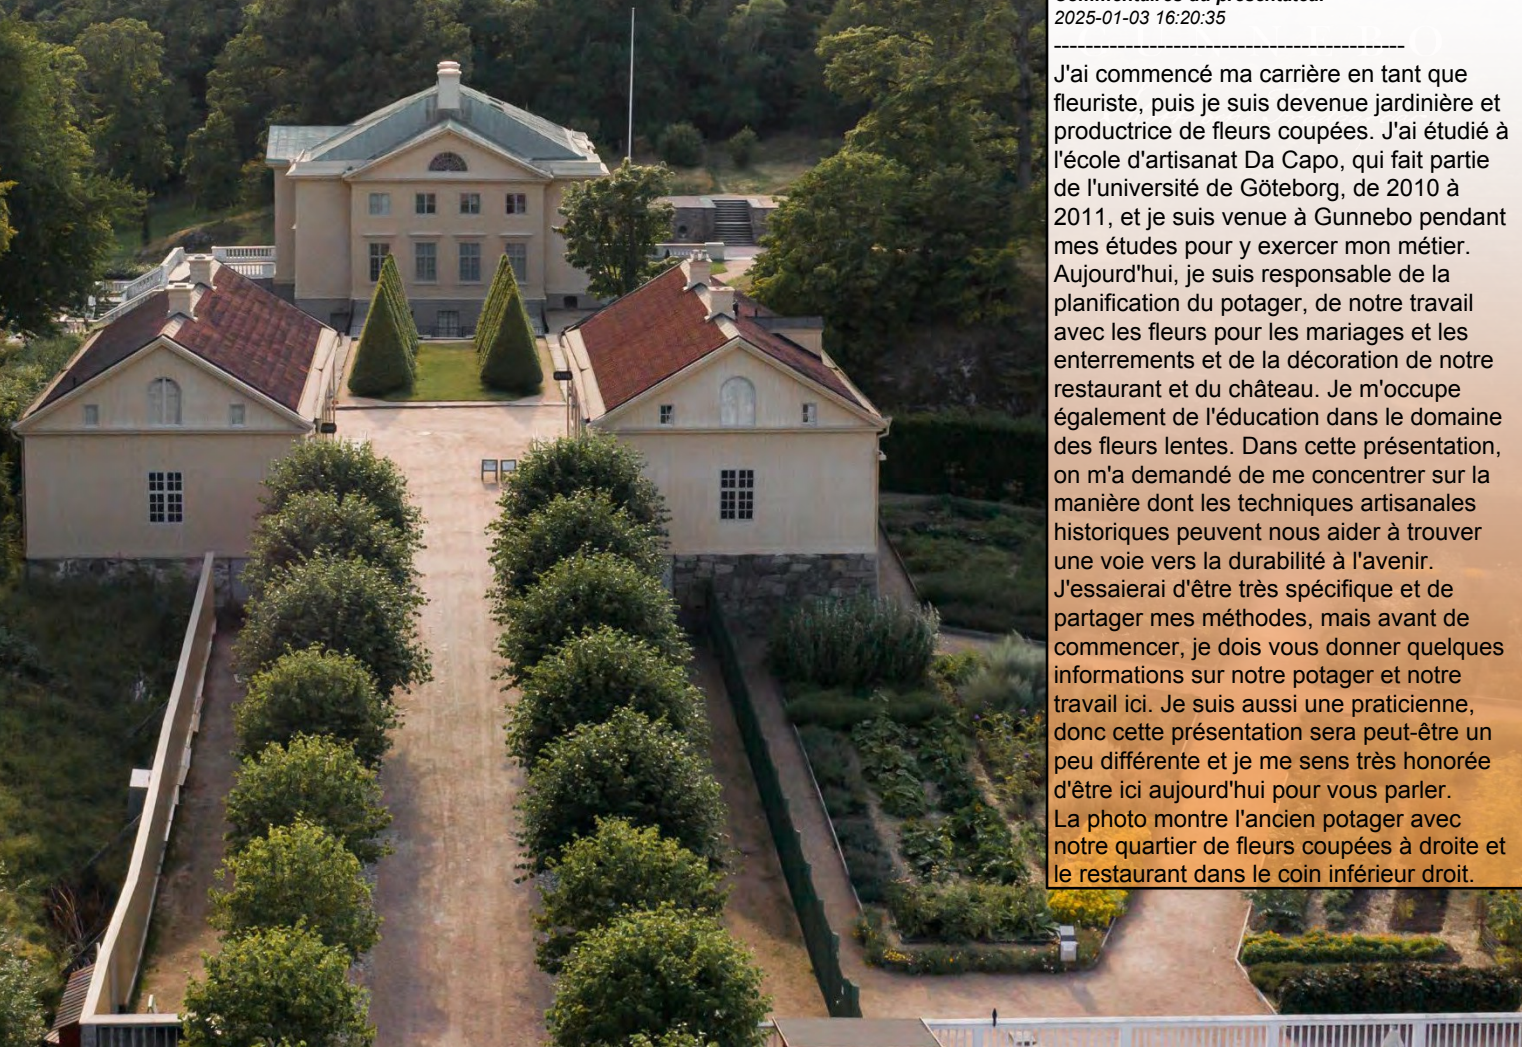 Commentaires du présentateur
2025-01-03 16:20:35
--------------------------------------------
J'ai commencé ma carrière en tant que
fleuriste, puis je suis devenue jardinière et
productrice de fleurs coupées. J'ai étudié à
l'école d'artisanat Da Capo, qui fait partie
de l'université de Göteborg, de 2010 à
2011, et je suis venue à Gunnebo pendant
mes études pour y exercer mon métier.
Aujourd'hui, je suis responsable de la
planification du potager, de notre travail
avec les fleurs pour les mariages et les
enterrements et de la décoration de notre
restaurant et du château. Je m'occupe
également de l'éducation dans le domaine
des fleurs lentes. Dans cette présentation,
on m'a demandé de me concentrer sur la
manière dont les techniques artisanales
historiques peuvent nous aider à trouver
une voie vers la durabilité à l'avenir.
J'essaierai d'être très spécifique et de
partager mes méthodes, mais avant de
commencer, je dois vous donner quelques
informations sur notre potager et notre
travail ici. Je suis aussi une praticienne,
donc cette présentation sera peut-être un
peu différente et je me sens très honorée
d'être ici aujourd'hui pour vous parler.
La photo montre l'ancien potager avec
notre quartier de fleurs coupées à droite et
le restaurant dans le coin inférieur droit.